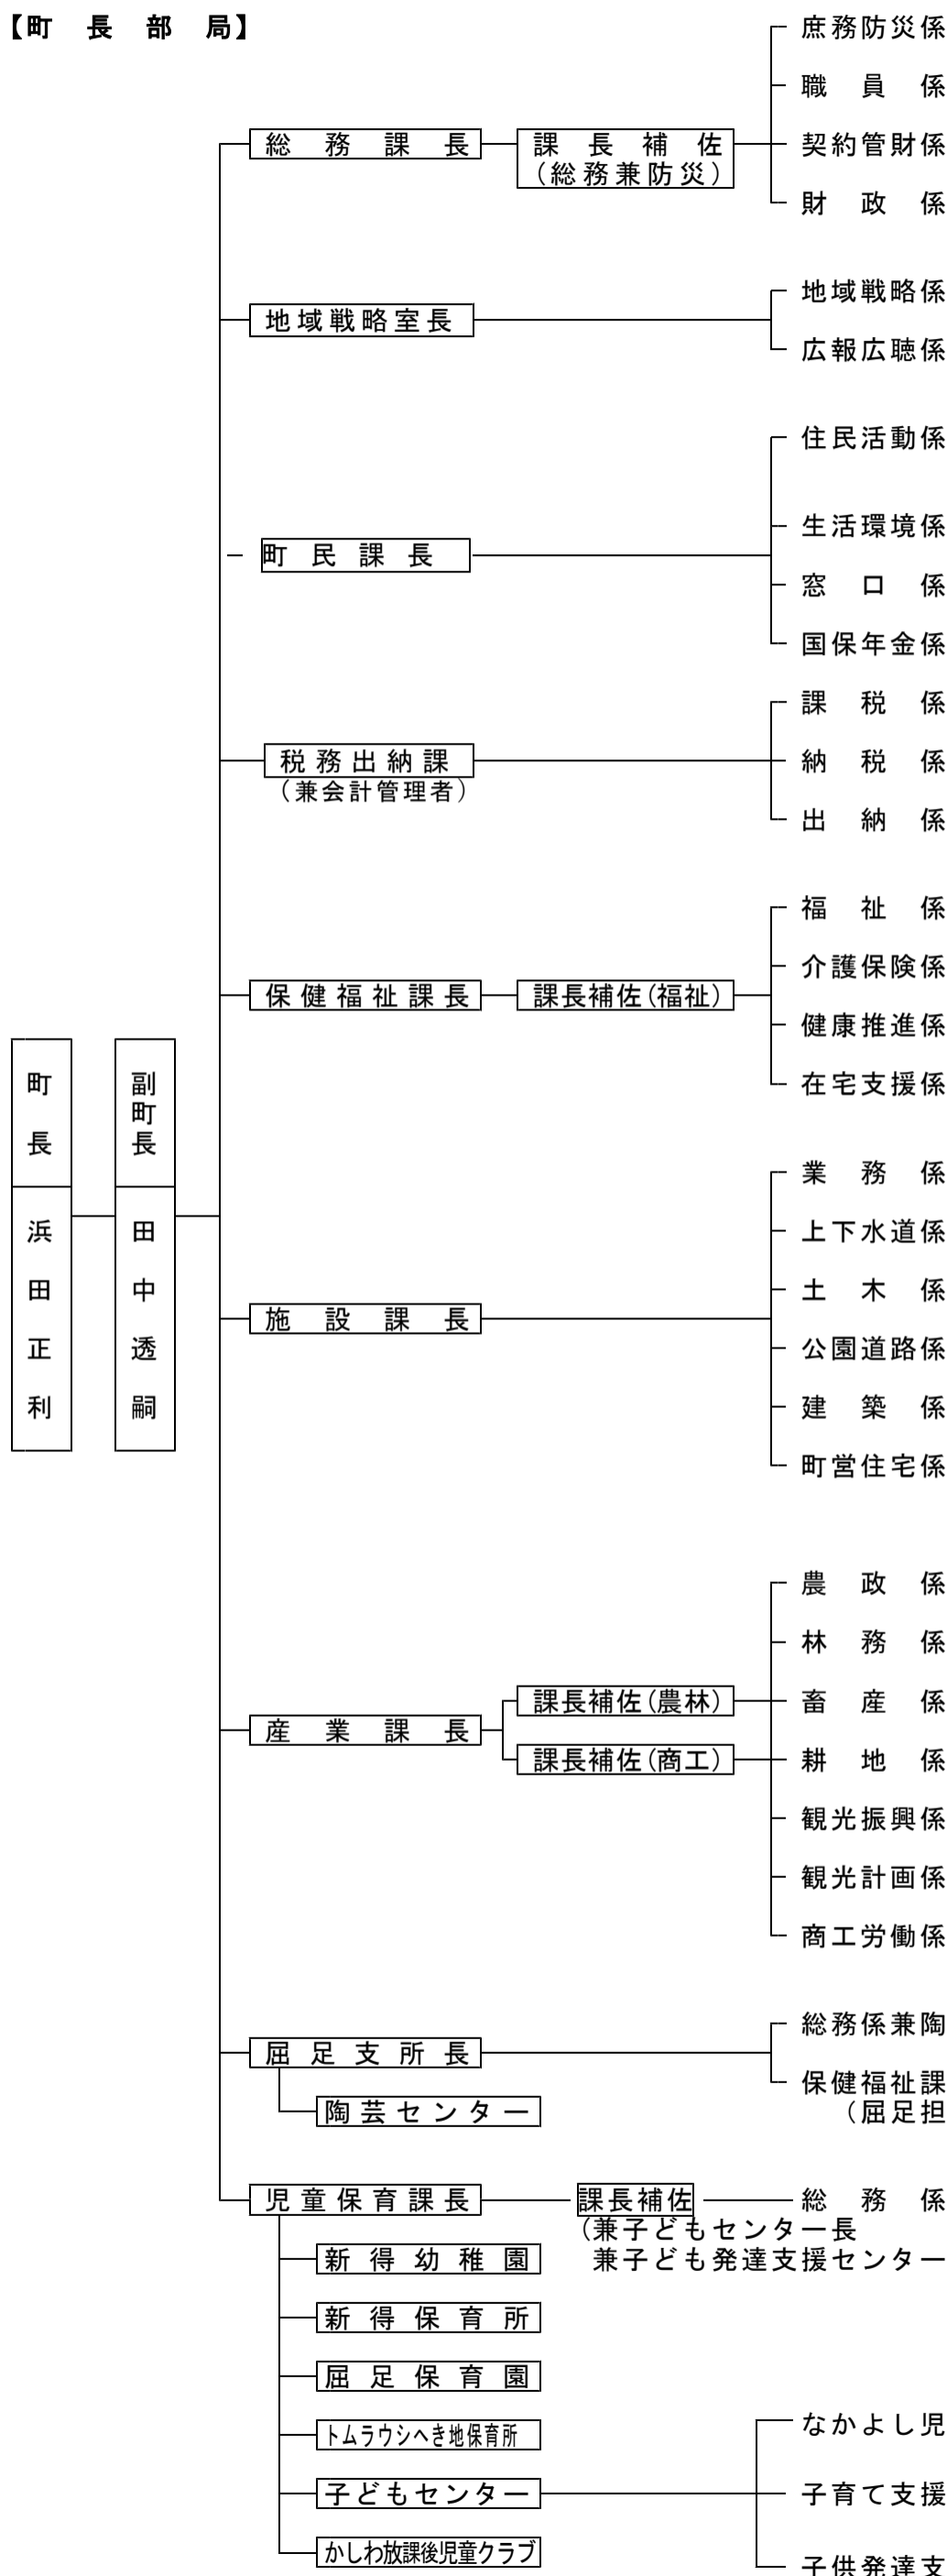 【町長部局】
庶務防災係
職員係
総務課長
課長補佐
(総務兼防災)
契約管財係
財政係
地域戦略係
地域戦略室長
広報広聴係
住民活動係
生活環境係
町民課長
窓口係
国保年金係
課税係
税務出納課
(兼会計管理者)
納税係
出納係
福祉係
介護保険係
保健福祉課長
課長補佐(福祉)
健康推進係
在宅支援係
町長
浜田正利
副町長
田中透嗣
業務係
上下水道係
土木係
施設課長
公園道路係
建築係
町営住宅係
農政係
林務係
課長補佐(農林)
畜産係
産業課長
課長補佐(商工)
耕地係
観光振興係
観光計画係
商工労働係
総務係兼陶
屈足支所長
保健福祉課
(屈足担
陶芸センター
児童保育課長
課長補佐
総務係
(兼子どもセンター長
兼子ども発達支援センター
新得幼稚園
新得保育所
屈足保育園
トムラウシへき地保育所
なかよし児
子どもセンター
子育て支援
かしわ放課後児童クラブ
子供発達支